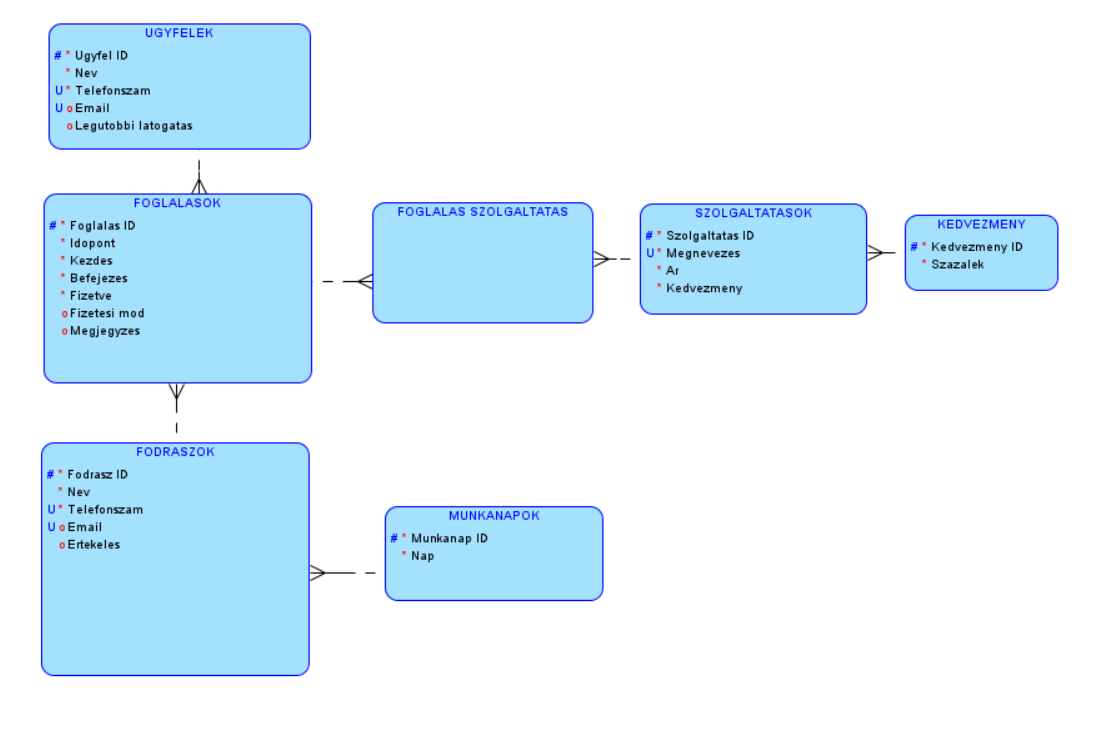 UGYFELEK
# * Ugyfel ID
* Nev
U * Telefonszam
U o Email
o Legutobbi latogatas
FOGLALASOK
# * Foglalas ID
* Idopont
* Kezdes
* Befejezes
* Fizetve
o Fizetesi mod
o Megjegyzes
FOGLALAS SZOLGALTATAS
SZOLGALTATASOK
# * Szolgaltatas ID
U * Megnevezes
* Ar
* Kedvezmeny
KEDVEZMENY
# * Kedvezmeny ID
* Szazalek
FODRASZOK
# * Fodrasz ID
* Nev
U * Telefonszam
U o Email
o Ertekeles
MUNKANAPOK
# * Munkanap ID
* Nap